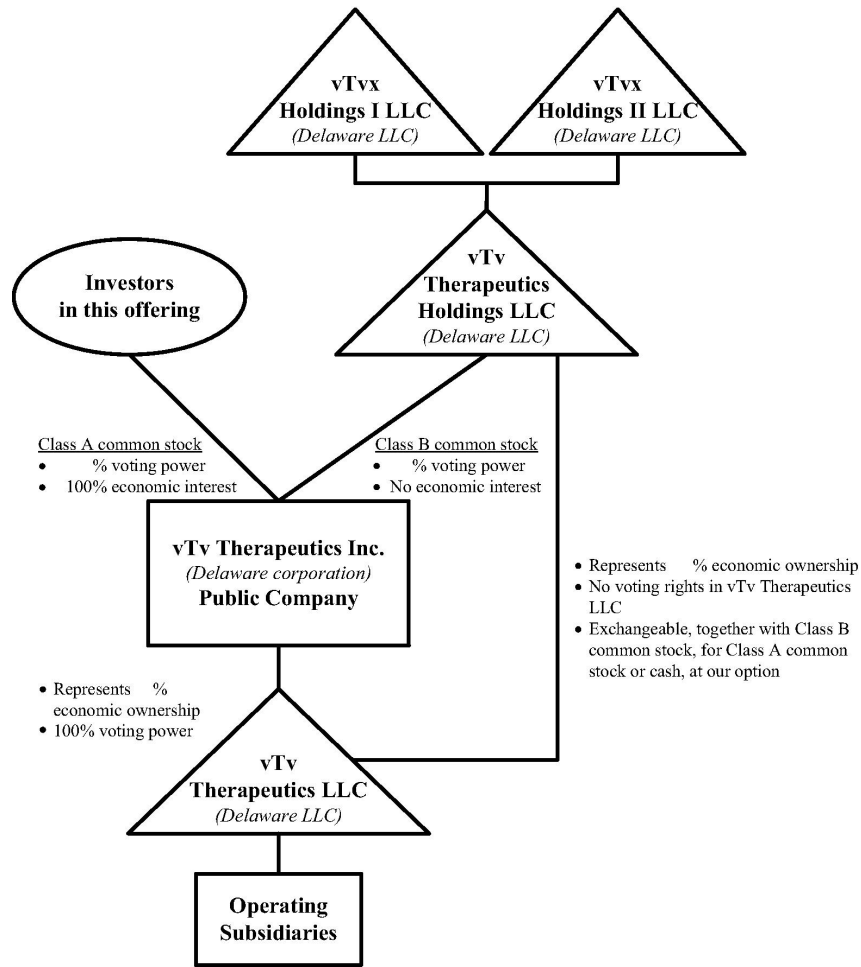 vTvx
Holdings I LLC
(Delaware LLC)
vTvx
Holdings II LLC
(Delaware LLC)
vTv
Therapeutics
Holdings LLC
(Delaware LLC)
Investors
in this offering
Class A common stock
• % voting power
• 100% economic interest
Class B common stock
• % voting power
• No economic interest
vTv Therapeutics Inc.
(Delaware corporation)
Public Company
• Represents % economic ownership
• No voting rights in vTv Therapeutics
LLC
• Exchangeable, together with Class B
common stock, for Class A common
stock or cash, at our option
• Represents %
economic ownership
• 100% voting power
vTv
Therapeutics LLC
(Delaware LLC)
Operating
Subsidiaries